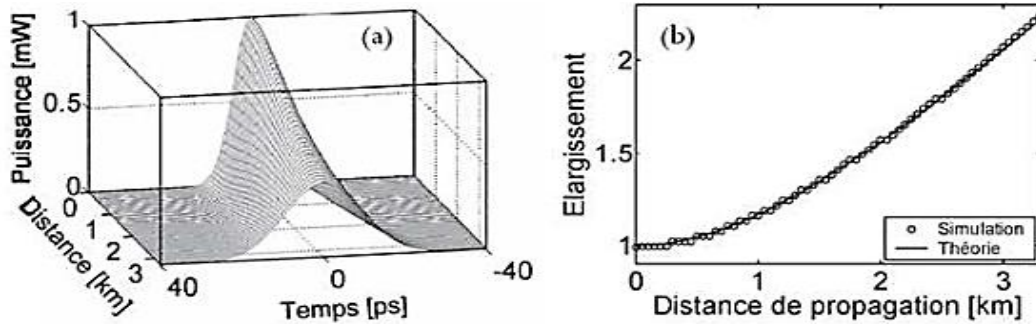 (a)
Puissance [mW]
1
0.5
0
Distance [km]
0
1
2
3
40
0
-40
Temps [ps]
(b)
Elargissement
2
1.5
1
Simulation
Théorie
0
1
2
3
Distance de propagation [km]